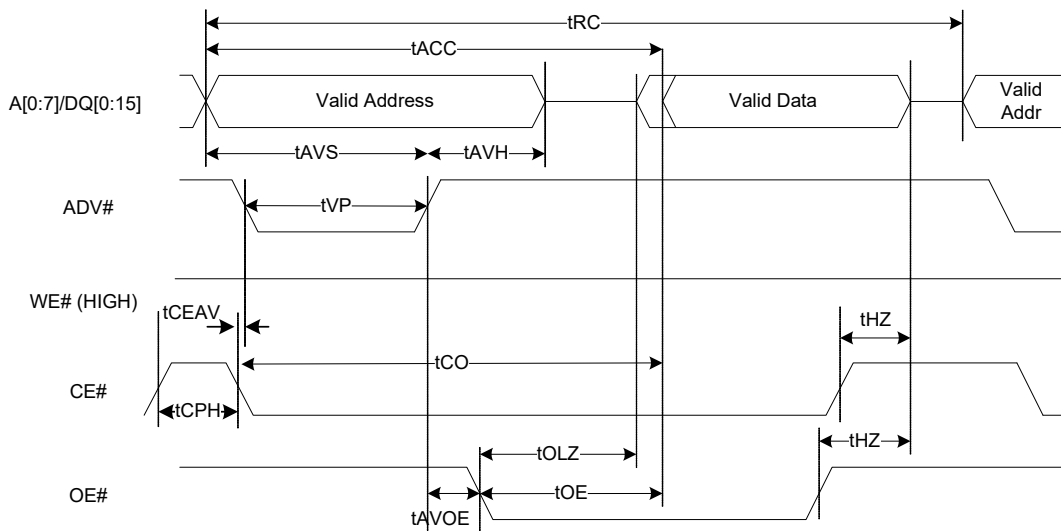 tRC
tACC
A[0:7]/DQ[0:15]
Valid Address
Valid Data
Valid
Addr
tAVS
tAVH
ADV#
tVP
WE# (HIGH)
tCEAV
tHZ
tCO
CE#
tCPH
tHZ
tOLZ
OE#
tOE
tAVOE